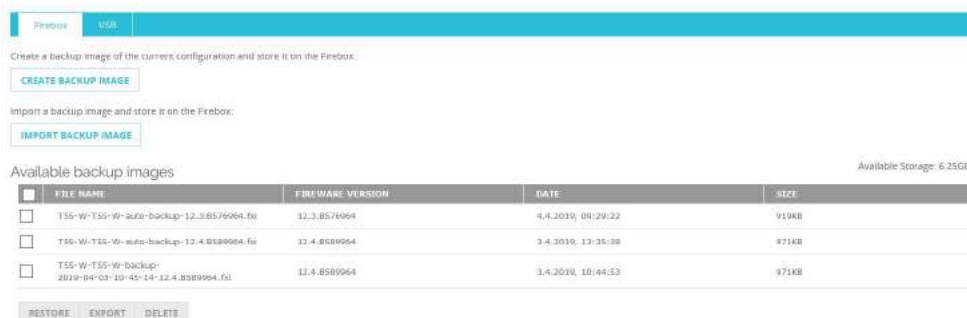 Firebox USB
Create a backup image of the current configuration and store it on the Firebox:
CREATE BACKUP IMAGE
Import a backup image and store it on the Firebox:
IMPORT BACKUP IMAGE
Available backup images Available Storage: 6.25GB
FILE NAME FIREWARE VERSION DATE SIZE
TSS-W-TSS-W-auto-backup-12.3.B576964.fxi 12.3.B576964 4.4.2019, 09:29:22 919KB
TSS-W-TSS-W-auto-backup-12.4.B589964.fxi 12.4.B589964 3.4.2019, 13:35:38 971KB
TSS-W-TSS-W-backup-
2019-04-03-10-45-14-12.4.B589964.fxi 12.4.B589964 3.4.2019, 10:44:53 971KB
RESTORE EXPORT DELETE